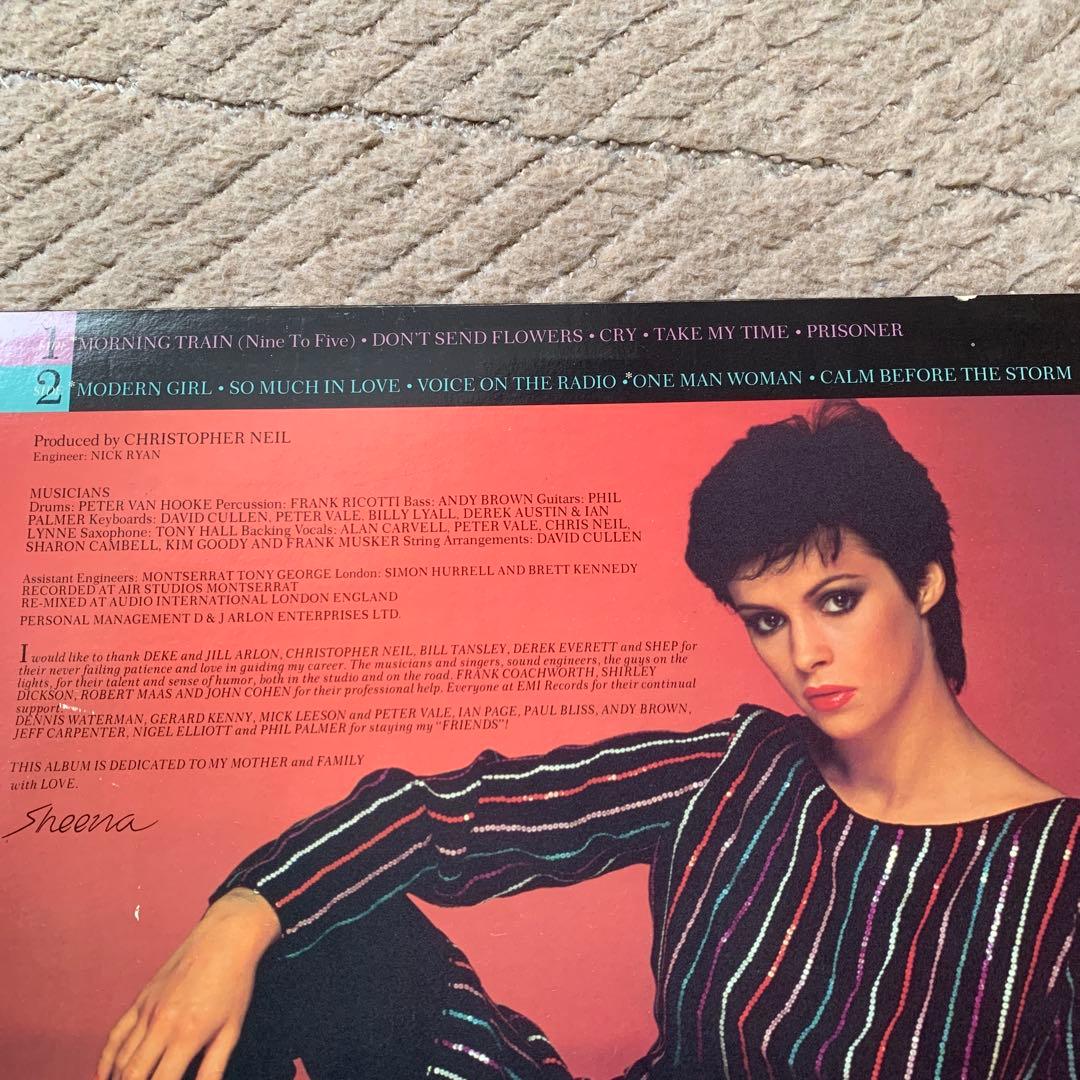 SIDE 1 *MORNING TRAIN (Nine To Five) • DON'T SEND FLOWERS • CRY • TAKE MY TIME • PRISONER
SIDE 2 *MODERN GIRL • SO MUCH IN LOVE • VOICE ON THE RADIO • *ONE MAN WOMAN • CALM BEFORE THE STORM
Produced by CHRISTOPHER NEIL
Engineer: NICK RYAN
MUSICIANS
Drums: PETER VAN HOOKE Percussion: FRANK RICOTTI Bass: ANDY BROWN Guitars: PHIL
PALMER Keyboards: DAVID CULLEN, PETER VALE, BILLY LYALL, DEREK AUSTIN & IAN
LYNNE Saxophone: TONY HALL Backing Vocals: ALAN CARVELL, PETER VALE, CHRIS NEIL,
SHARON CAMBELL, KIM GOODY AND FRANK MUSKER String Arrangements: DAVID CULLEN
Assistant Engineers: MONTSERRAT TONY GEORGE London: SIMON HURRELL AND BRETT KENNEDY
RECORDED AT AIR STUDIOS MONTSERRAT
RE-MIXED AT AUDIO INTERNATIONAL LONDON ENGLAND
PERSONAL MANAGEMENT D & J ARLON ENTERPRISES LTD.
I would like to thank DEKE and JILL ARLON, CHRISTOPHER NEIL, BILL TANSLEY, DEREK EVERETT and SHEP for
their never failing patience and love in guiding my career. The musicians and singers, sound engineers, the guys on the
lights, for their talent and sense of humor, both in the studio and on the road. FRANK COACHWORTH, SHIRLEY
DICKSON, ROBERT MAAS AND JOHN COHEN for their professional help. Everyone at EMI Records for their continual
support.
DENNIS WATERMAN, GERARD KENNY, MICK LEESON and PETER VALE, IAN PAGE, PAUL BLISS, ANDY BROWN,
JEFF CARPENTER, NIGEL ELLIOTT and PHIL PALMER for staying my "FRIENDS"!
THIS ALBUM IS DEDICATED TO MY MOTHER and FAMILY
with LOVE.
Sheena